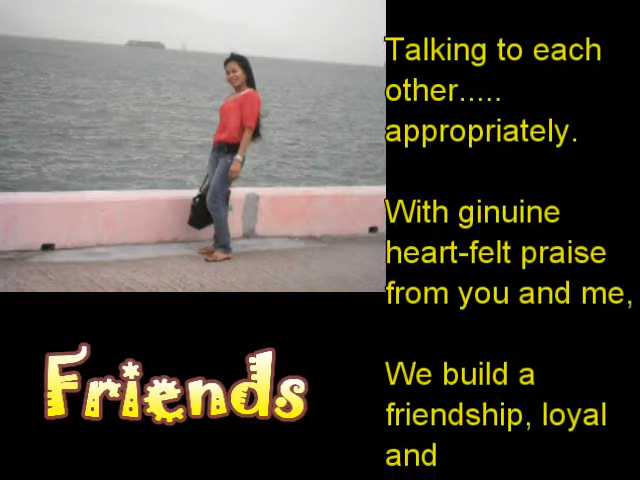 Talking to each
other.....
appropriately.
With ginuine
heart-felt praise
from you and me,
We build a
friendship, loyal
and
Friends